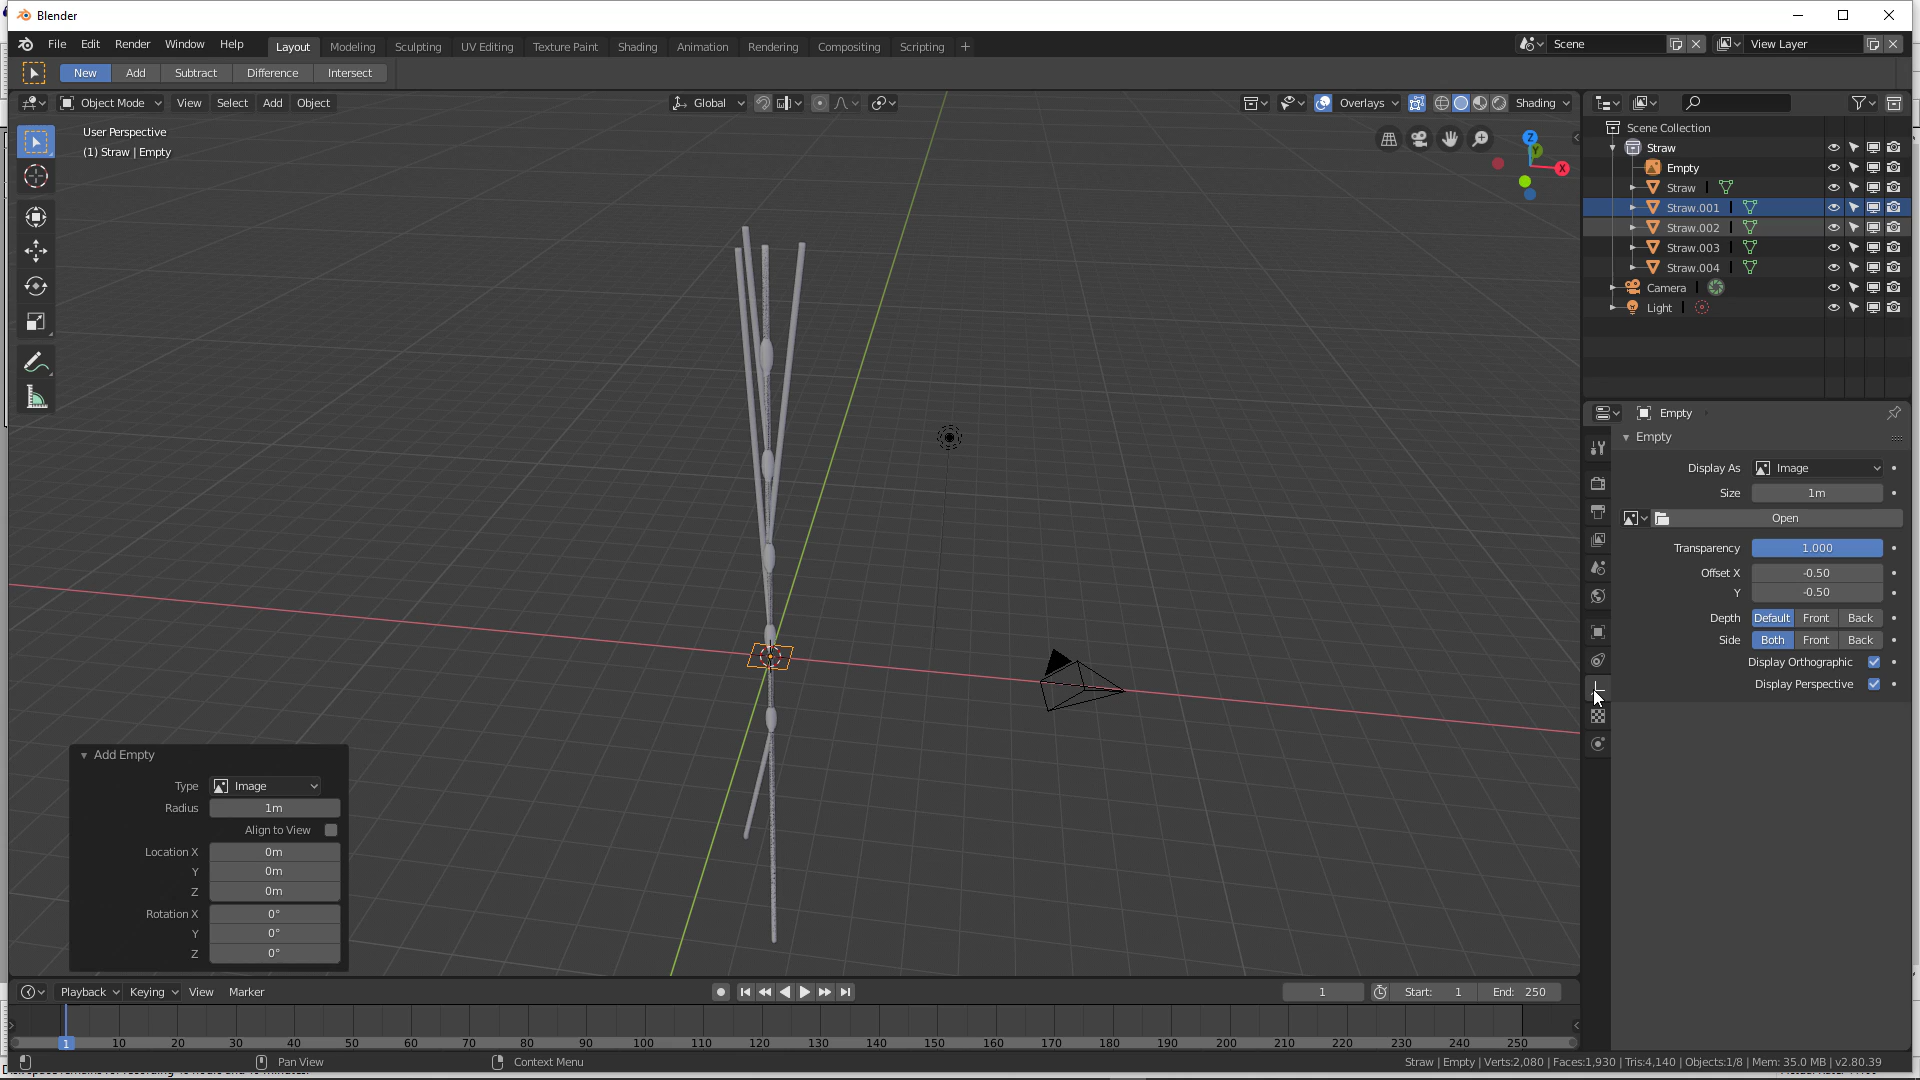 Blender
File Edit Render Window Help Layout Modeling Sculpting UV Editing Texture Paint Shading Animation Rendering Compositing Scripting + Scene View Layer
New Add Subtract Difference Intersect
Object Mode View Select Add Object Global Overlays Shading
User Perspective
(1) Straw | Empty
Z
Y
X
Scene Collection
Straw
Empty
Straw
Straw.001
Straw.002
Straw.003
Straw.004
Camera
Light
Empty
Empty
Display As Image
Size 1m
Open
Transparency 1.000
Offset X -0.50
Y -0.50
Depth Default Front Back
Side Both Front Back
Display Orthographic
Display Perspective
Add Empty
Type Image
Radius 1m
Align to View
Location X 0m
Y 0m
Z 0m
Rotation X 0°
Y 0°
Z 0°
Playback Keying View Marker 1 Start: 1 End: 250
1 10 20 30 40 50 60 70 80 90 100 110 120 130 140 150 160 170 180 190 200 210 220 230 240 250
Pan View Context Menu Straw | Empty | Verts:2,080 | Faces:1,930 | Tris:4,140 | Objects:1/8 | Mem: 35.0 MB | v2.80.39